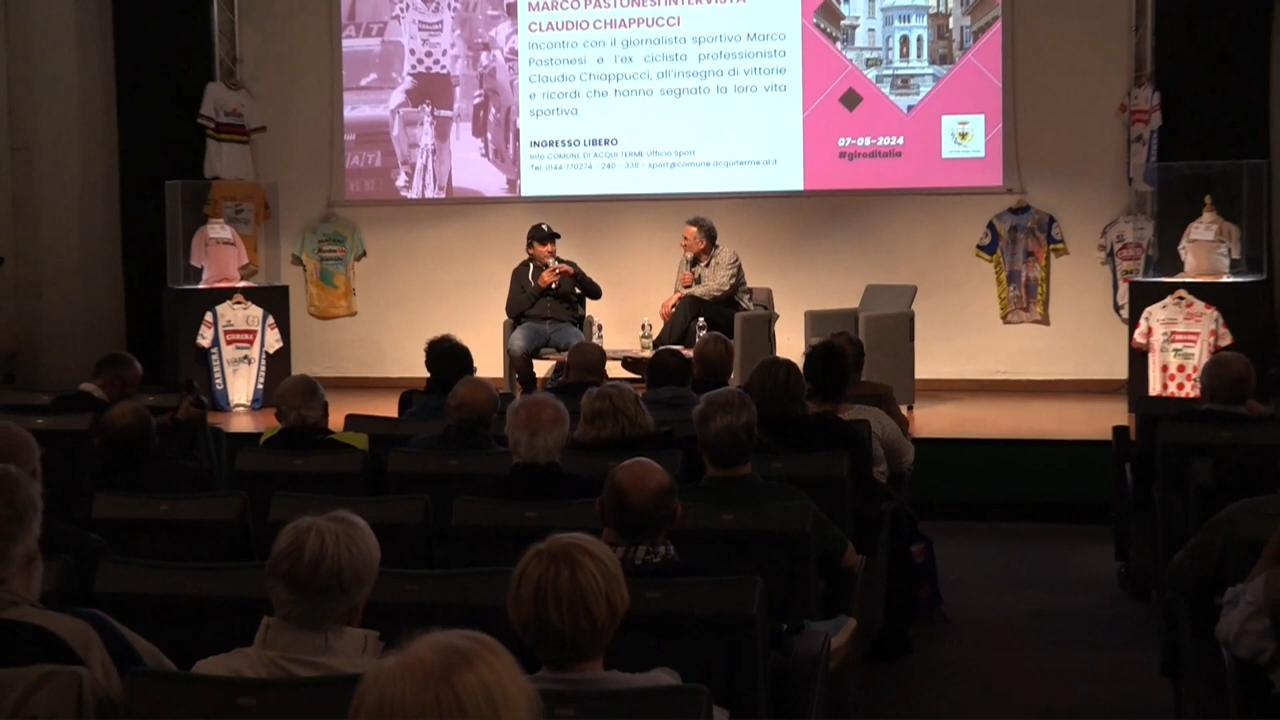 MARCO PASTONESI INTERVISTA
CLAUDIO CHIAPPUCCI
Incontro con il giornalista sportivo Marco
Pastonesi e l'ex ciclista professionista
Claudio Chiappucci, all'insegna di vittorie
e ricordi che hanno segnato la loro vita
sportiva.
INGRESSO LIBERO
Info COMUNE DI ACQUI TERME Ufficio Sport
Tel. 0144 770274 - 240 - 336 - sport@comune.acquiterme.al.it
07-05-2024
#giroditalia
CARRERA
CARRERA
CARRERA